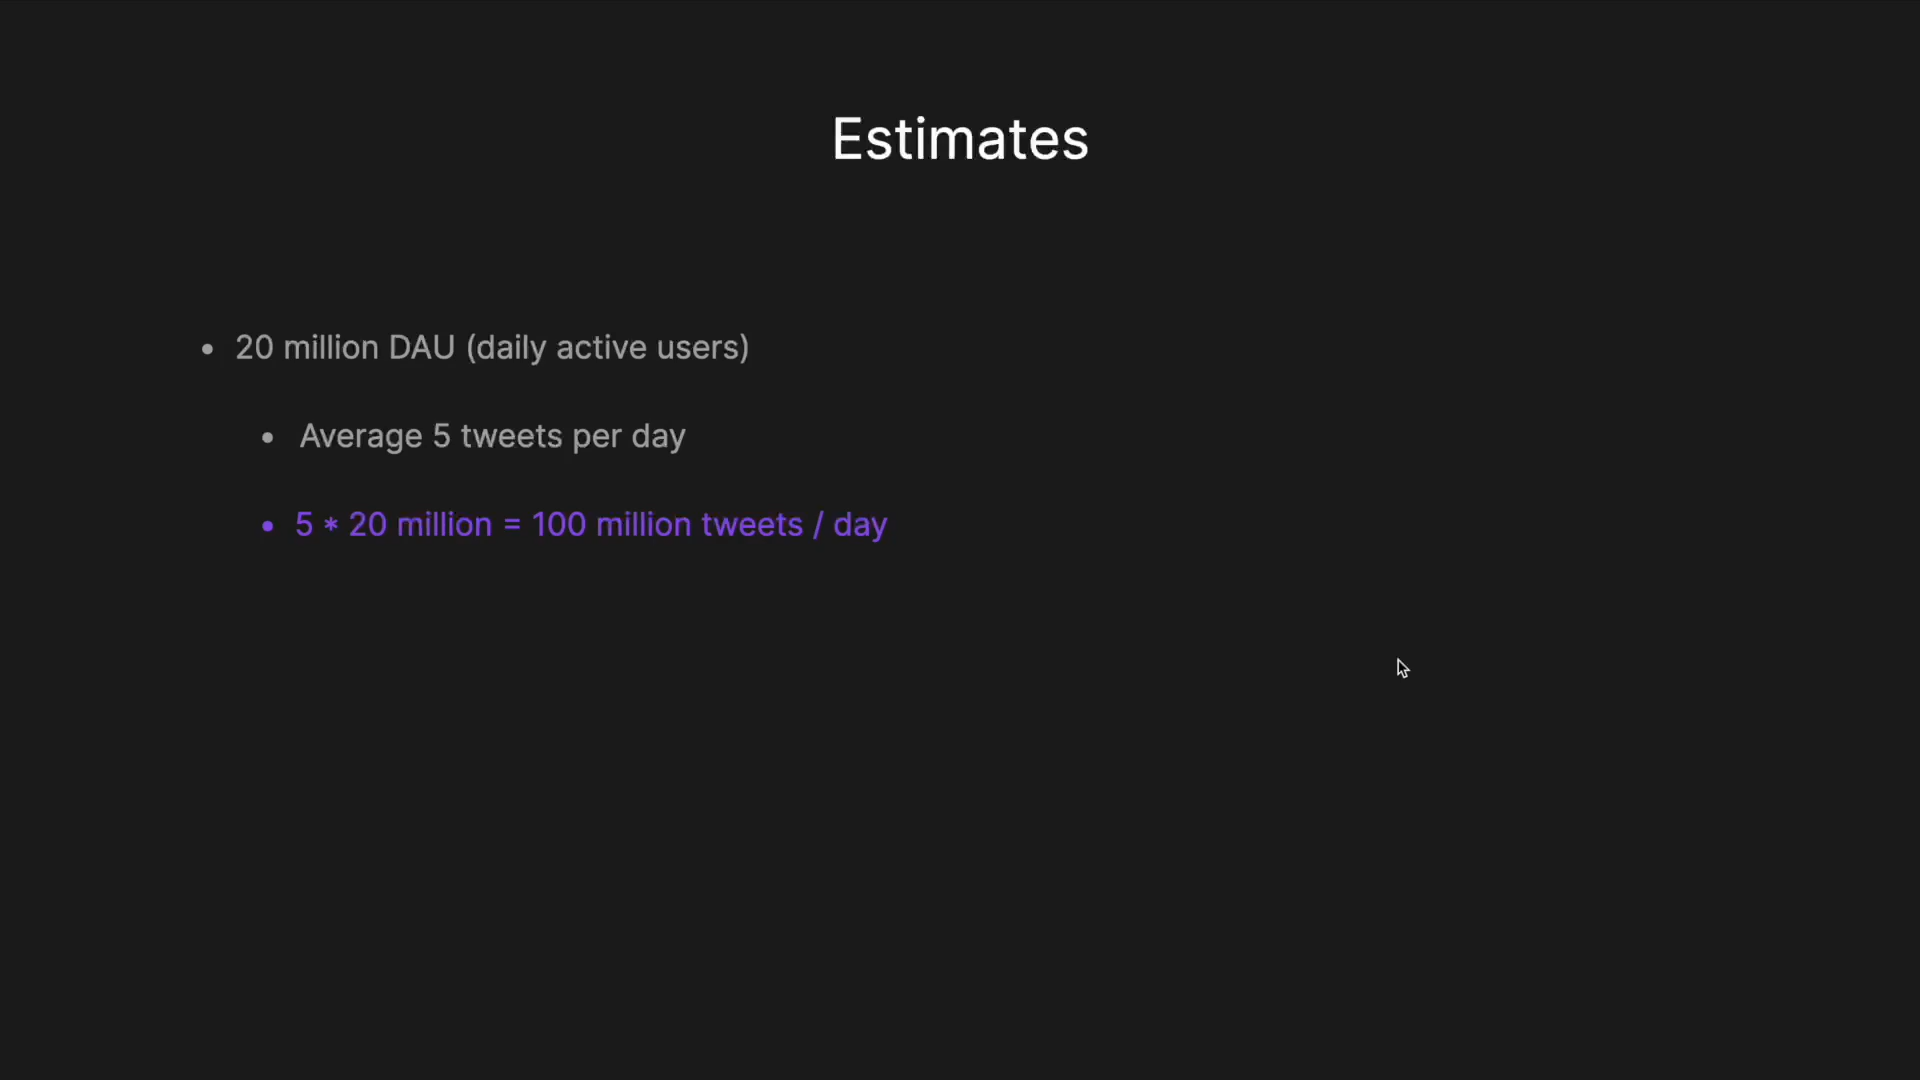 Estimates
• 20 million DAU (daily active users)
• Average 5 tweets per day
• 5 * 20 million = 100 million tweets / day